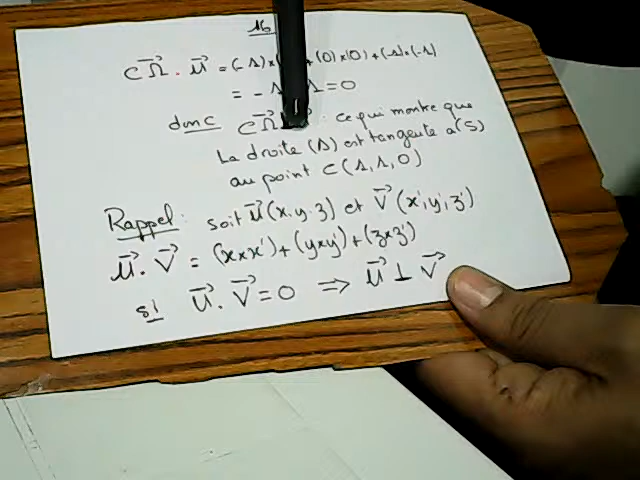 16
CΩ . u = (-1)×( +(0)×(0)+(-1)×(-1)
= -1 1 = 0
donc CΩ ⊥ : ce qui montre que
La droite (Δ) est tangente à (S)
au point C(1,1,0)
Rappel: soit u(x,y,z) et V(x',y',z')
u . V = (x×x')+(y×y')+(z×z')
si u . V = 0 ⇒ u ⊥ V